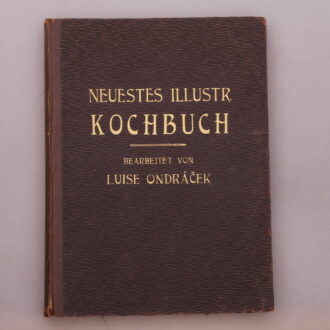 NEUESTES ILLUSTR.
KOCHBUCH
BEARBEITET VON
LUISE ONDRÁČEK